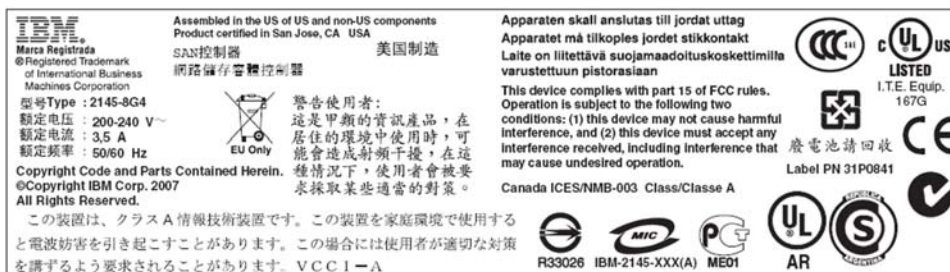 IBM.
Marca Registrada
®Registered Trademark
of International Business
Machines Corporation
型号Type : 2145-8G4
额定电压 : 200-240 V~
额定电流 : 3,5 A
额定频率 : 50/60 Hz
Copyright Code and Parts Contained Herein.
©Copyright IBM Corp. 2007
All Rights Reserved.
Assembled in the US of US and non-US components
Product certified in San Jose, CA USA
SAN控制器
美国制造
網路儲存套體控制器
EU Only
警告使用者:
這是甲類的資訊產品，在
居住的環境中使用時，可
能會造成射頻干擾，在這
種情況下，使用者會被要
求採取某些適當的對策。
この装置は、クラスA情報技術装置です。この装置を家庭環境で使用する
と電波妨害を引き起こすことがあります。この場合には使用者が適切な対策
を講ずるよう要求されることがあります。VCCI－A
Apparaten skall anslutas till jordat uttag
Apparatet må tilkoples jordet stikkontakt
Laite on liitettävä suojamaadoituskoskettimilla
varustettuun pistorasiaan
This device complies with part 15 of FCC rules.
Operation is subject to the following two
conditions: (1) this device may not cause harmful
interference, and (2) this device must accept any
interference received, including interference that
may cause undesired operation.
Canada ICES/NMB-003 Class/Classe A
R33026
MIC
IBM-2145-XXX(A)
PC
ME01
CCC
S&E
C UL US
LISTED
I.T.E. Equip.
167G
廢電池請回收
CE
Label PN 31P0841
UL
AR
REPUBLICA
S
ARGENTINA